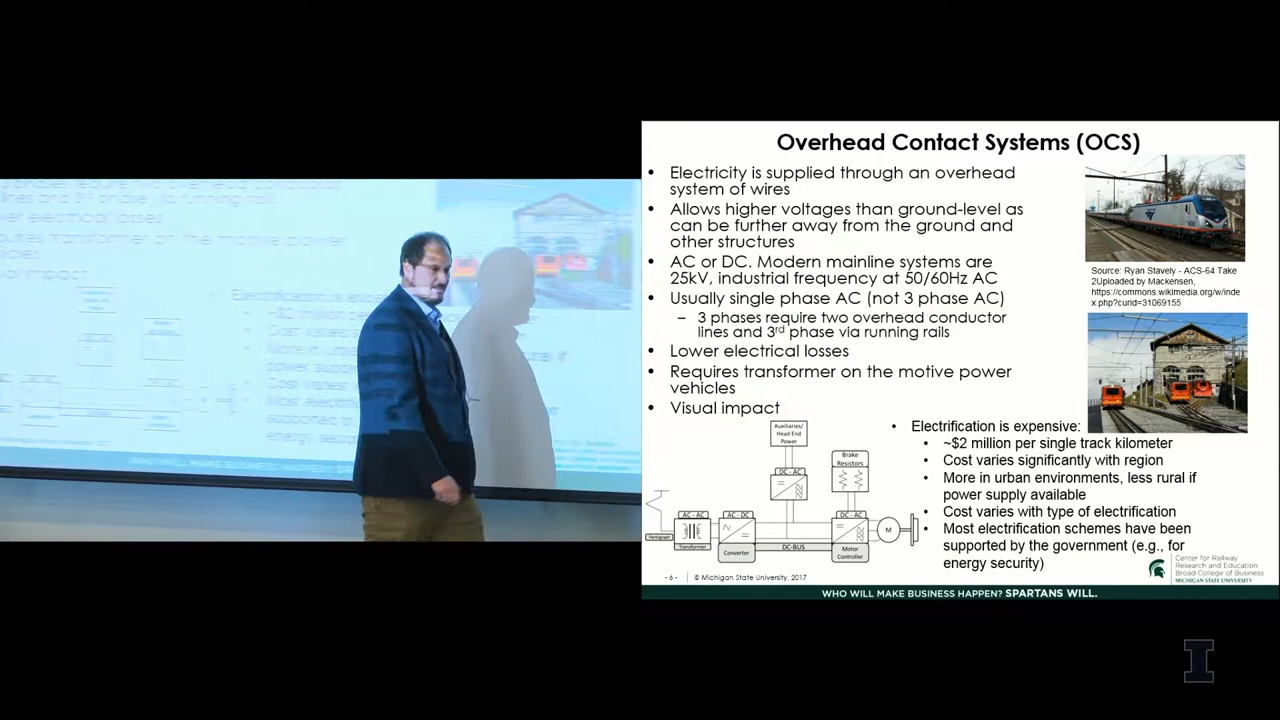 Overhead Contact Systems (OCS)
• Electricity is supplied through an overhead
system of wires
• Allows higher voltages than ground-level as
can be further away from the ground and
other structures
• AC or DC. Modern mainline systems are
25kV, industrial frequency at 50/60Hz AC
• Usually single phase AC (not 3 phase AC)
– 3 phases require two overhead conductor
lines and 3rd phase via running rails
• Lower electrical losses
• Requires transformer on the motive power
vehicles
• Visual impact
Source: Ryan Stavely - ACS-64 Take
2Uploaded by Mackensen,
https://commons.wikimedia.org/w/inde
x.php?curid=31069155
• Electrification is expensive:
• ~$2 million per single track kilometer
• Cost varies significantly with region
• More in urban environments, less rural if
power supply available
• Cost varies with type of electrification
• Most electrification schemes have been
supported by the government (e.g., for
energy security)
Auxiliaries/
Head End
Power
Brake
Resistors
DC - AC
AC - AC
AC - DC
DC - AC
Pantograph
Transformer
Converter
DC-BUS
Motor
Controller
M
- 6 -
© Michigan State University, 2017
Center for Railway
Research and Education
Broad College of Business
MICHIGAN STATE UNIVERSITY
WHO WILL MAKE BUSINESS HAPPEN? SPARTANS WILL.
I